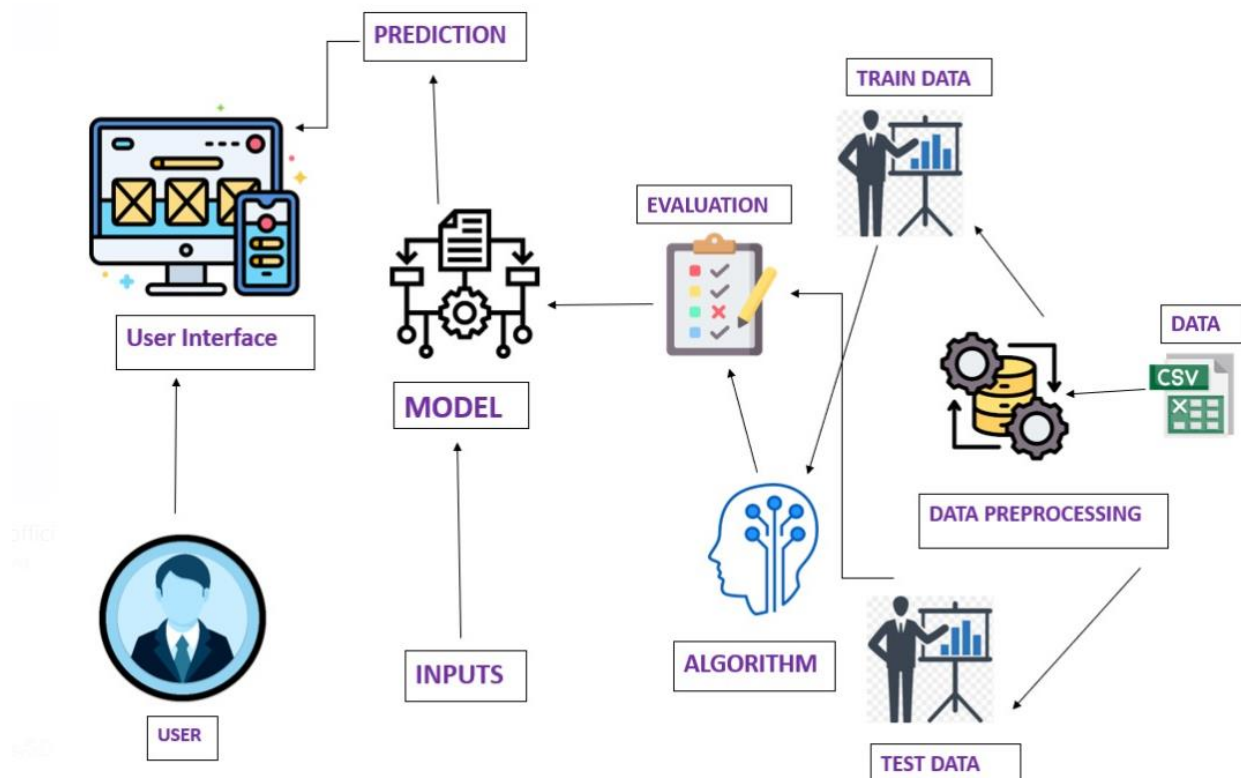 PREDICTION
TRAIN DATA
EVALUATION
DATA
CSV
User Interface
MODEL
DATA PREPROCESSING
ALGORITHM
INPUTS
USER
TEST DATA